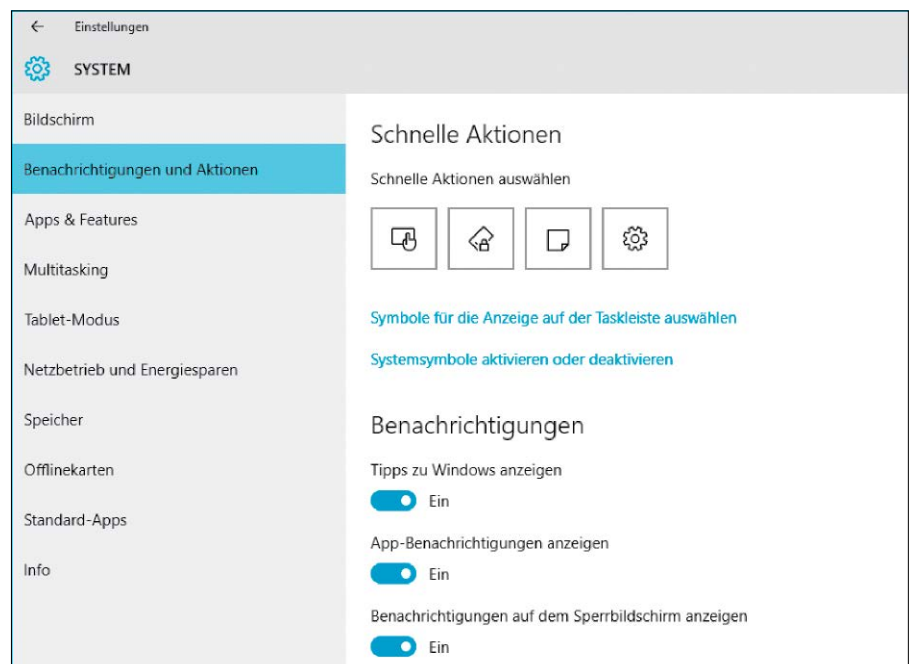 Einstellungen
SYSTEM
Bildschirm
Benachrichtigungen und Aktionen
Apps & Features
Multitasking
Tablet-Modus
Netzbetrieb und Energiesparen
Speicher
Offlinekarten
Standard-Apps
Info
Schnelle Aktionen
Schnelle Aktionen auswählen
Symbole für die Anzeige auf der Taskleiste auswählen
Systemsymbole aktivieren oder deaktivieren
Benachrichtigungen
Tipps zu Windows anzeigen
Ein
App-Benachrichtigungen anzeigen
Ein
Benachrichtigungen auf dem Sperrbildschirm anzeigen
Ein